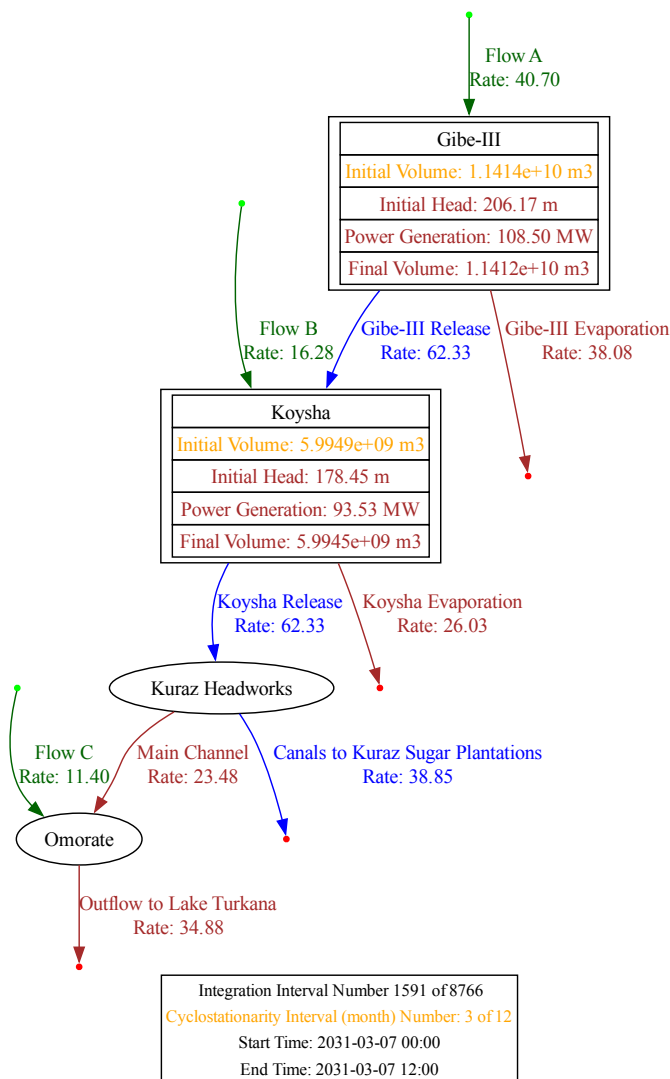 Flow A
Rate: 40.70
Gibe-III
Initial Volume: 1.1414e+10 m3
Initial Head: 206.17 m
Power Generation: 108.50 MW
Final Volume: 1.1412e+10 m3
Flow B
Rate: 16.28
Gibe-III Release
Rate: 62.33
Gibe-III Evaporation
Rate: 38.08
Koysha
Initial Volume: 5.9949e+09 m3
Initial Head: 178.45 m
Power Generation: 93.53 MW
Final Volume: 5.9945e+09 m3
Koysha Release
Rate: 62.33
Koysha Evaporation
Rate: 26.03
Kuraz Headworks
Flow C
Rate: 11.40
Main Channel
Rate: 23.48
Canals to Kuraz Sugar Plantations
Rate: 38.85
Omorate
Outflow to Lake Turkana
Rate: 34.88
Integration Interval Number 1591 of 8766
Cyclostationarity Interval (month) Number: 3 of 12
Start Time: 2031-03-07 00:00
End Time: 2031-03-07 12:00